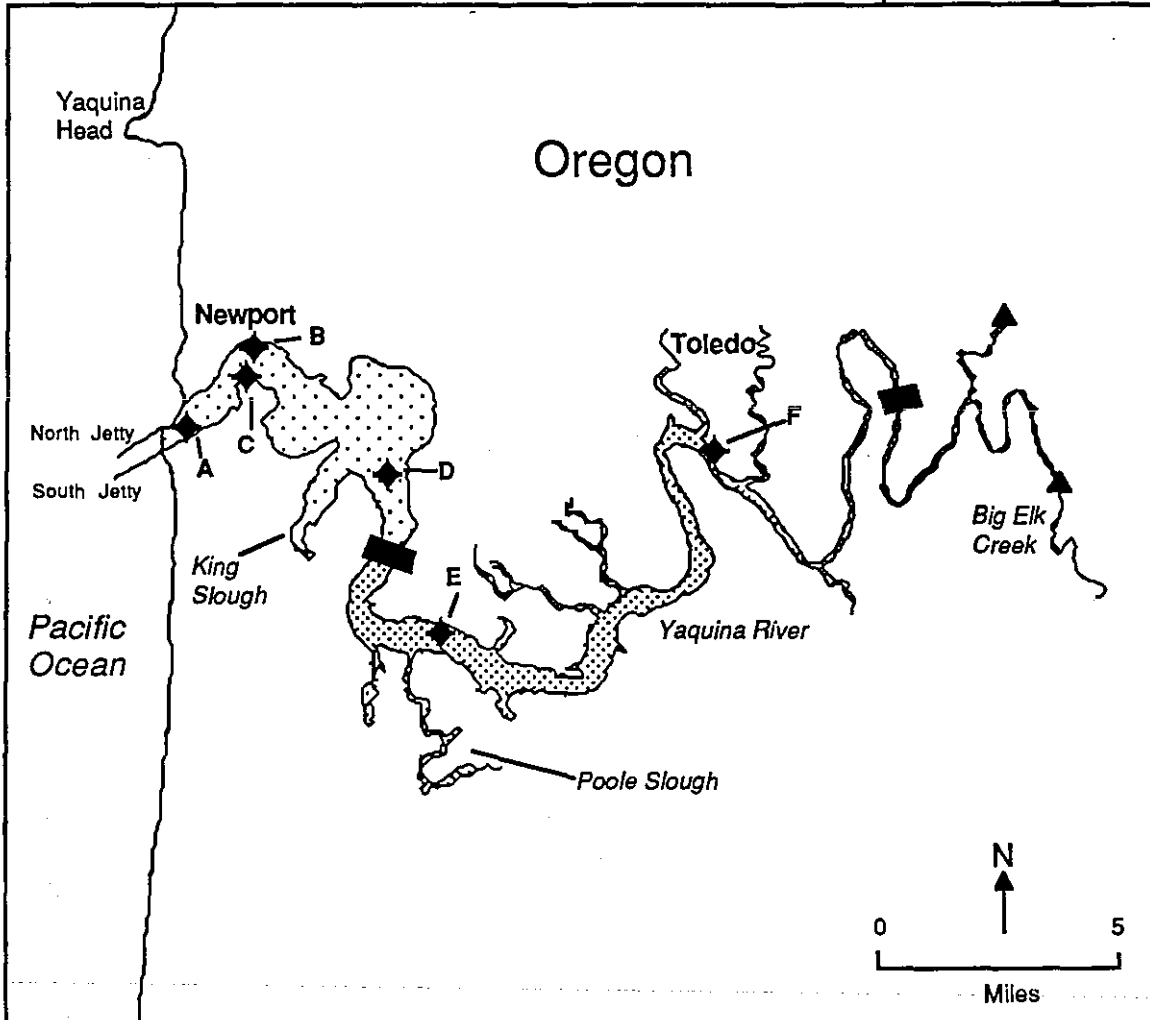 Yaquina
Head
Oregon
Newport
B
Toledo
F
North Jetty
A
C
South Jetty
D
King
Slough
E
Big Elk
Creek
Pacific
Ocean
Yaquina River
Poole Slough
N
0 5
Miles